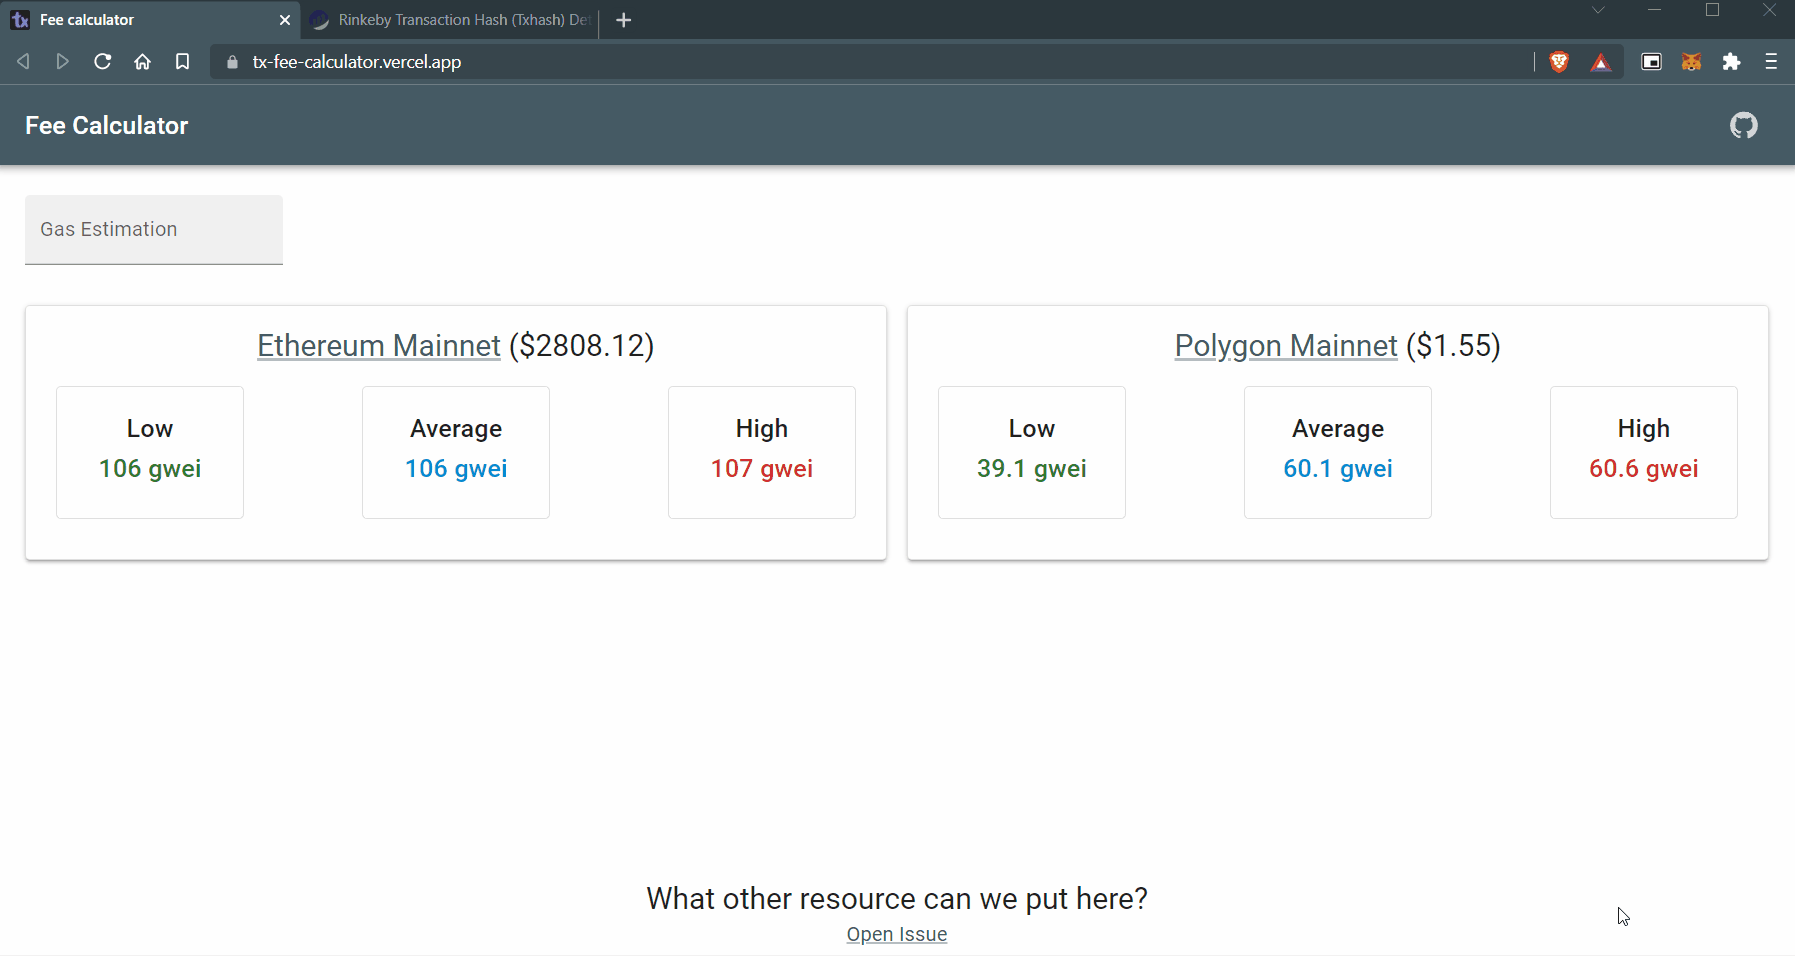 tx Fee calculator
Rinkeby Transaction Hash (Txhash) De
tx-fee-calculator.vercel.app
Fee Calculator
Gas Estimation
Ethereum Mainnet ($2808.12)
Low
106 gwei
Average
106 gwei
High
107 gwei
Polygon Mainnet ($1.55)
Low
39.1 gwei
Average
60.1 gwei
High
60.6 gwei
What other resource can we put here?
Open Issue